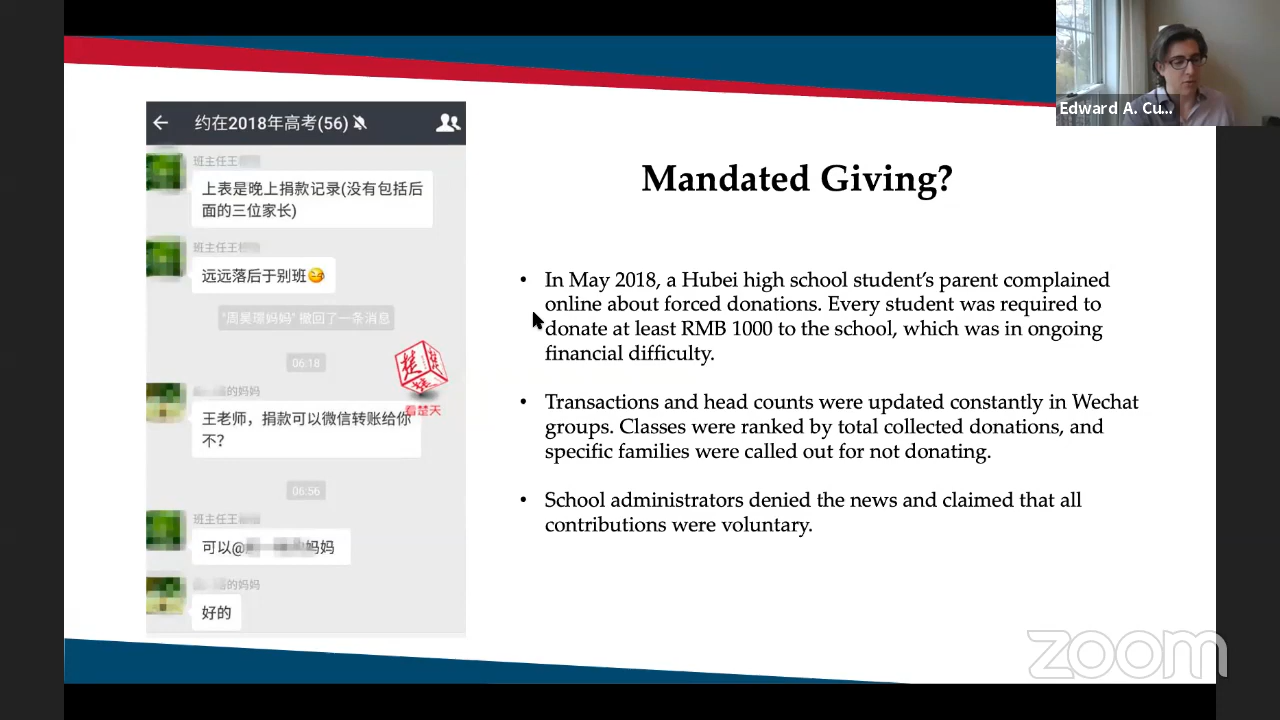 Edward A. Cu...
约在2018年高考(56)
班主任王
上表是晚上捐款记录(没有包括后
面的三位家长)
班主任王
远远落后于别班
"周昊璟妈妈" 撤回了一条消息
06:18
的妈妈
王老师，捐款可以微信转账给你
不?
看楚天
06:56
班主任王
可以@ 妈妈
的妈妈
好的
Mandated Giving?
• In May 2018, a Hubei high school student's parent complained
online about forced donations. Every student was required to
donate at least RMB 1000 to the school, which was in ongoing
financial difficulty.
• Transactions and head counts were updated constantly in Wechat
groups. Classes were ranked by total collected donations, and
specific families were called out for not donating.
• School administrators denied the news and claimed that all
contributions were voluntary.
zoom